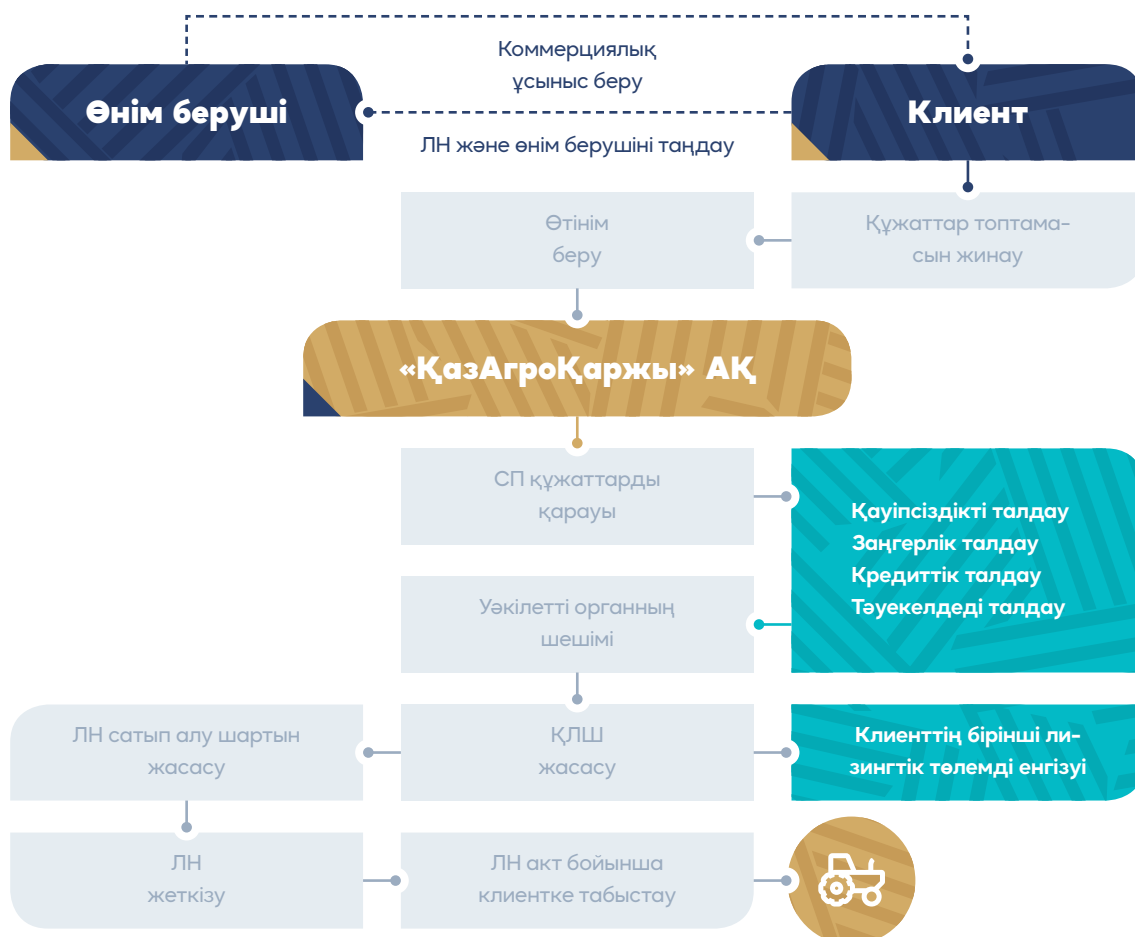 Коммерциялық
ұсыныс беру
Өнім беруші
Клиент
ЛН және өнім берушіні таңдау
Өтінім
беру
Құжаттар топтама-
сын жинау
«ҚазАгроҚаржы» АҚ
СП құжаттарды
қарауы
Қауіпсіздікті талдау
Заңгерлік талдау
Кредиттік талдау
Тәуекелдеді талдау
Уәкілетті органның
шешімі
ЛН сатып алу шартын
жасасу
ҚЛШ
жасасу
Клиенттің бірінші ли-
зингтік төлемді енгізуі
ЛН
жеткізу
ЛН акт бойынша
клиентке табыстау